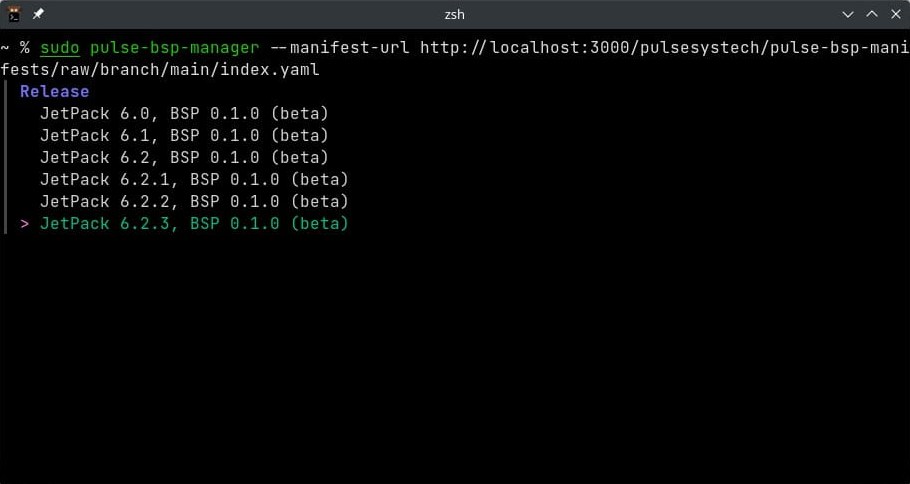 zsh
~ % sudo pulse-bsp-manager --manifest-url http://localhost:3000/pulsesystech/pulse-bsp-mani
fests/raw/branch/main/index.yaml
Release
JetPack 6.0, BSP 0.1.0 (beta)
JetPack 6.1, BSP 0.1.0 (beta)
JetPack 6.2, BSP 0.1.0 (beta)
JetPack 6.2.1, BSP 0.1.0 (beta)
JetPack 6.2.2, BSP 0.1.0 (beta)
> JetPack 6.2.3, BSP 0.1.0 (beta)